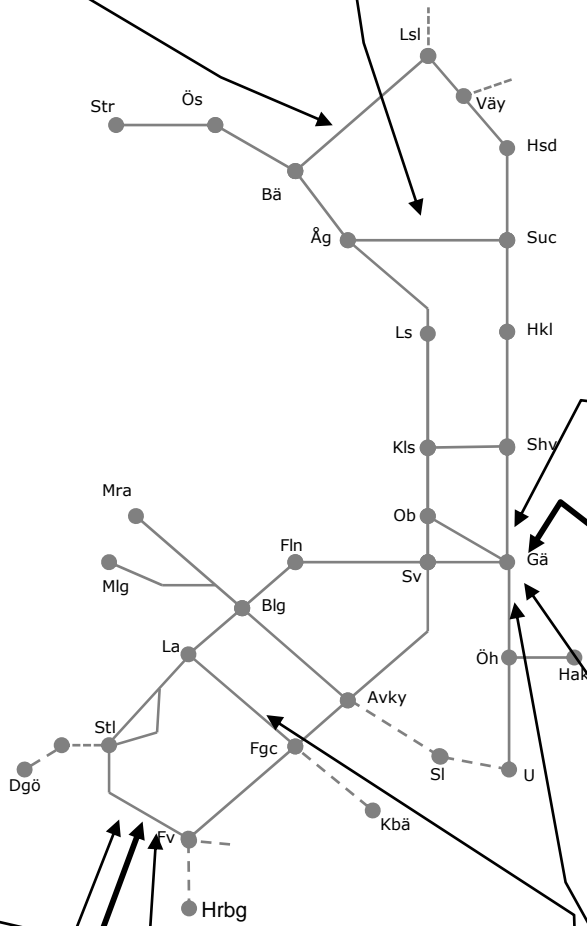 Lsl
Väy
Str
Ös
Hsd
Bä
Åg
Suc
Ls
Hkl
Kls
Shv
Mra
Ob
Fln
Gä
Mlg
Sv
Blg
La
Öh
Hak
Avky
Stl
Fgc
Sl
U
Dgö
Kbä
Fv
Hrbg